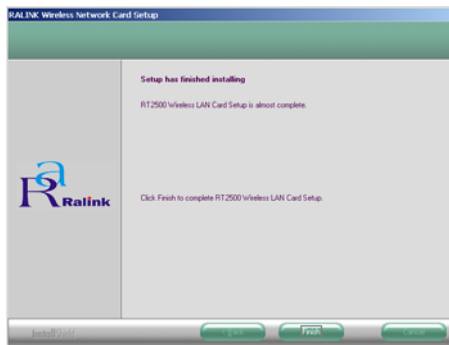 RALINK Wireless Network Card Setup
Setup has finished installing
RT2500 Wireless LAN Card Setup is almost complete.
Ralink
Click Finish to complete RT2500 Wireless LAN Card Setup.
InstallShield
Finish
Cancel